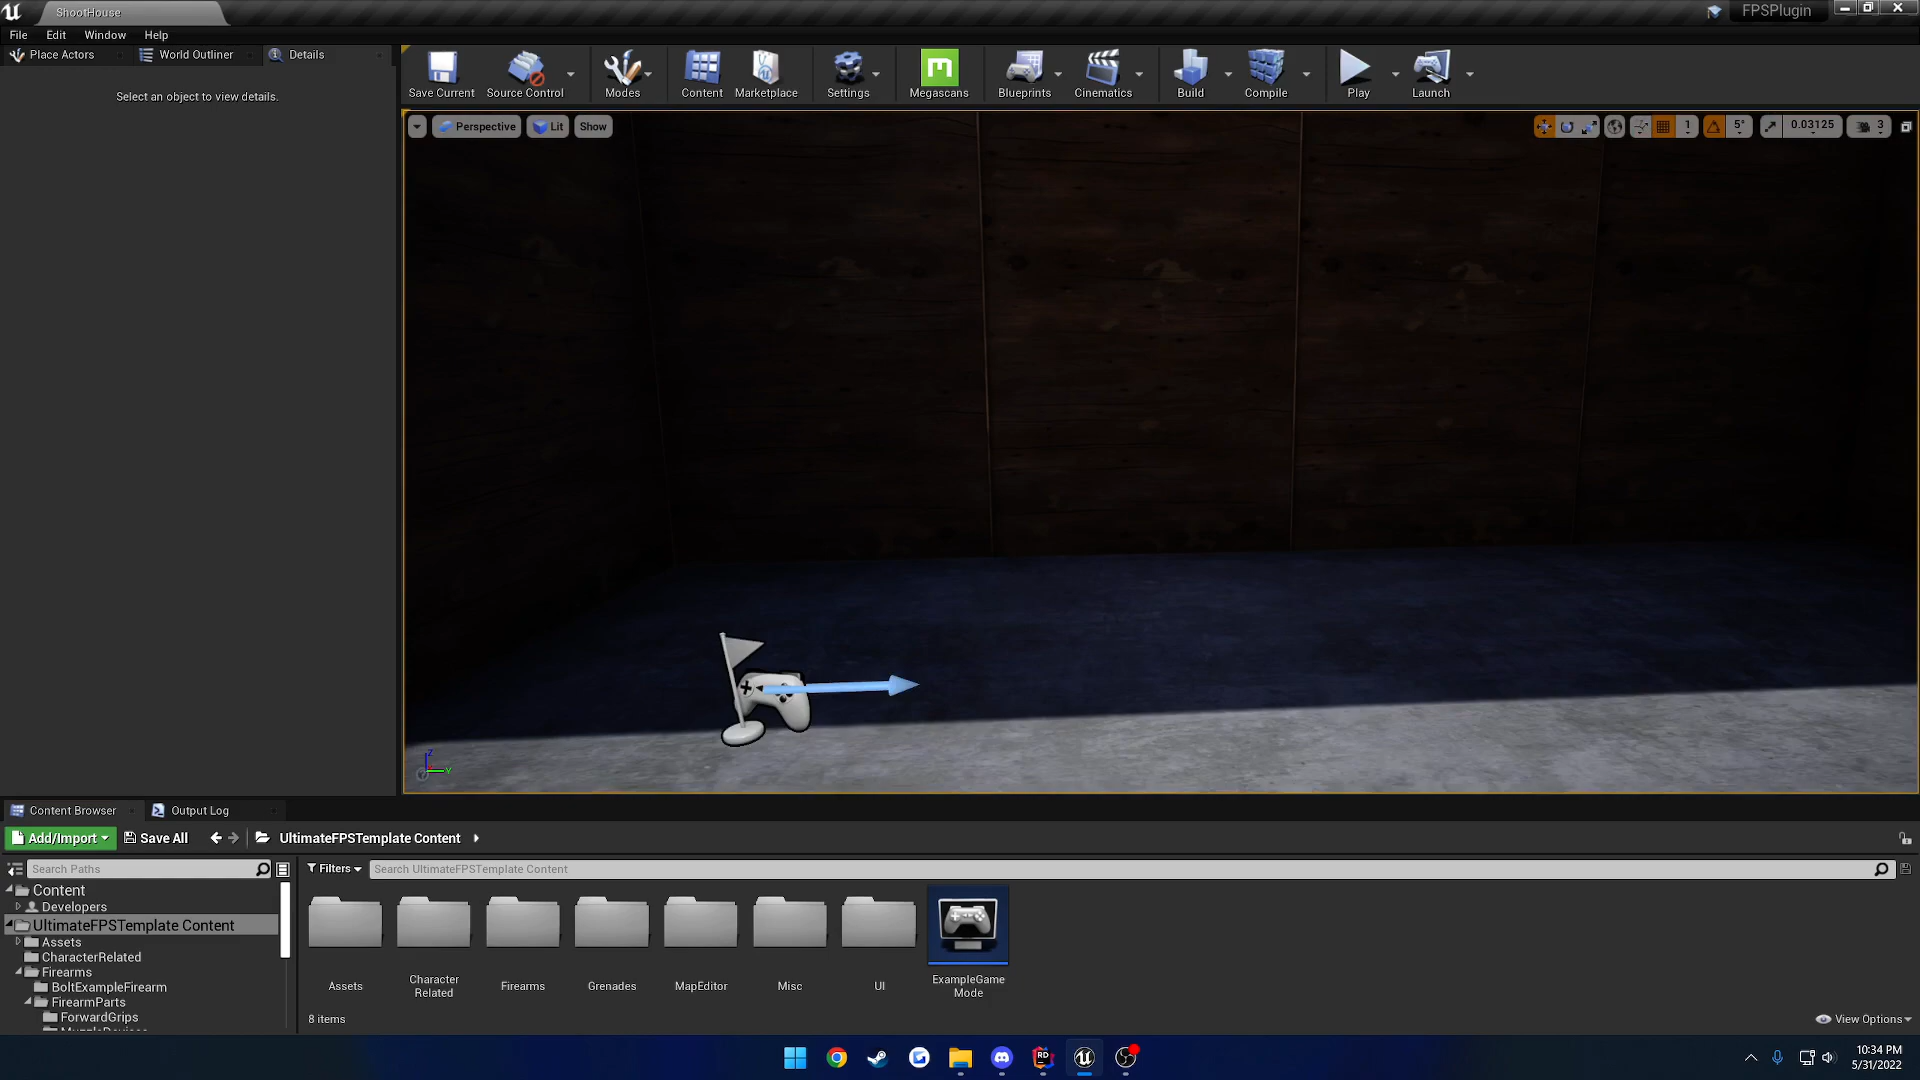 ShootHouse
FPSPlugin
File Edit Window Help
Place Actors World Outliner Details
Select an object to view details.
Save Current Source Control Modes Content Marketplace Settings Megascans Blueprints Cinematics Build Compile Play Launch
Perspective Lit Show
1 5° 0.03125 3
Z
Y
Content Browser Output Log
Add/Import Save All UltimateFPSTemplate Content
Search Paths
Filters Search UltimateFPSTemplate Content
Content
Developers
UltimateFPSTemplate Content
Assets
CharacterRelated
Firearms
BoltExampleFirearm
FirearmParts
ForwardGrips
MuzzleDevices
Assets
Character
Related
Firearms
Grenades
MapEditor
Misc
UI
ExampleGame
Mode
8 items
View Options
RD
10:34 PM
5/31/2022